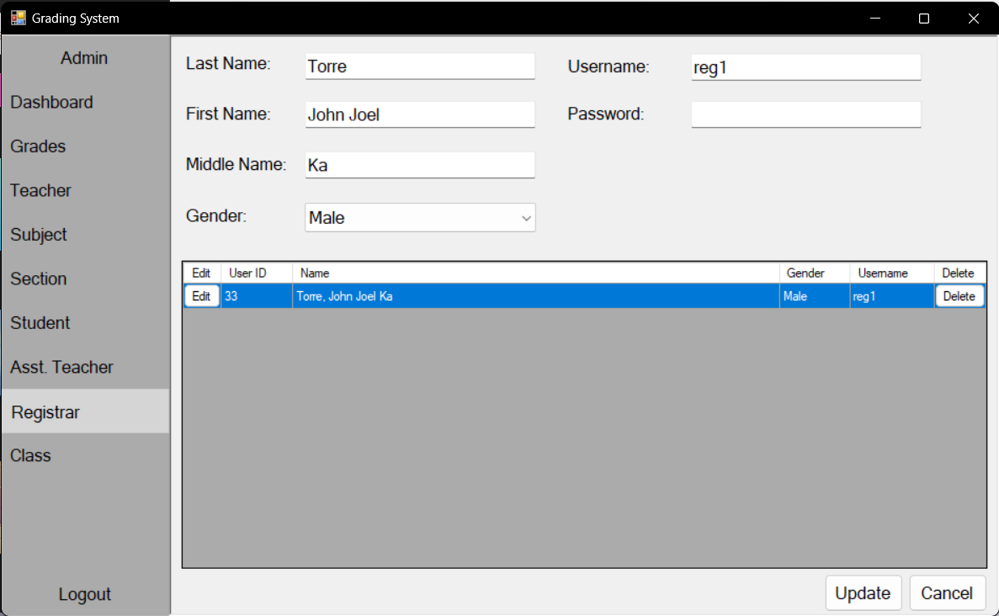 Grading System
Admin
Dashboard
Grades
Teacher
Subject
Section
Student
Asst. Teacher
Registrar
Class
Logout
Last Name: Torre Username: reg1
First Name: John Joel Password:
Middle Name: Ka
Gender: Male
Edit User ID Name Gender Username Delete
Edit 33 Torre, John Joel Ka Male reg1 Delete
Update Cancel